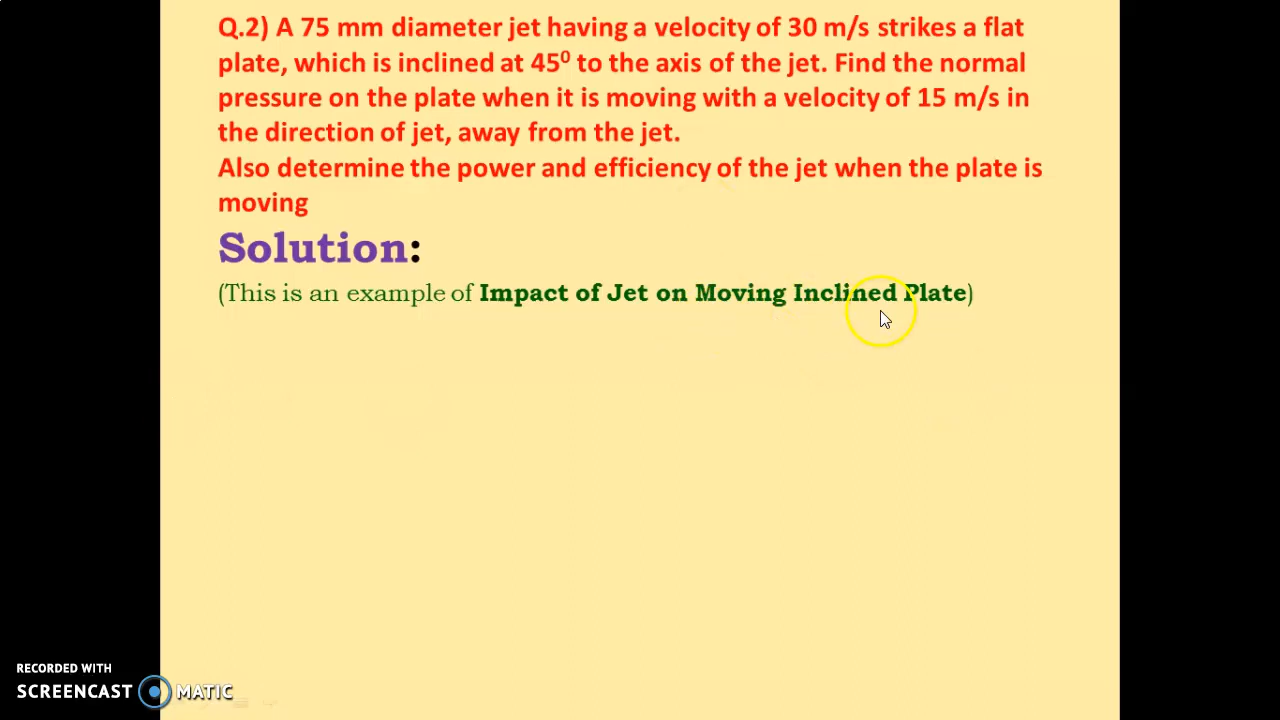 Q.2) A 75 mm diameter jet having a velocity of 30 m/s strikes a flat
plate, which is inclined at 45⁰ to the axis of the jet. Find the normal
pressure on the plate when it is moving with a velocity of 15 m/s in
the direction of jet, away from the jet.
Also determine the power and efficiency of the jet when the plate is
moving
Solution:
(This is an example of Impact of Jet on Moving Inclined Plate)
RECORDED WITH
SCREENCAST MATIC